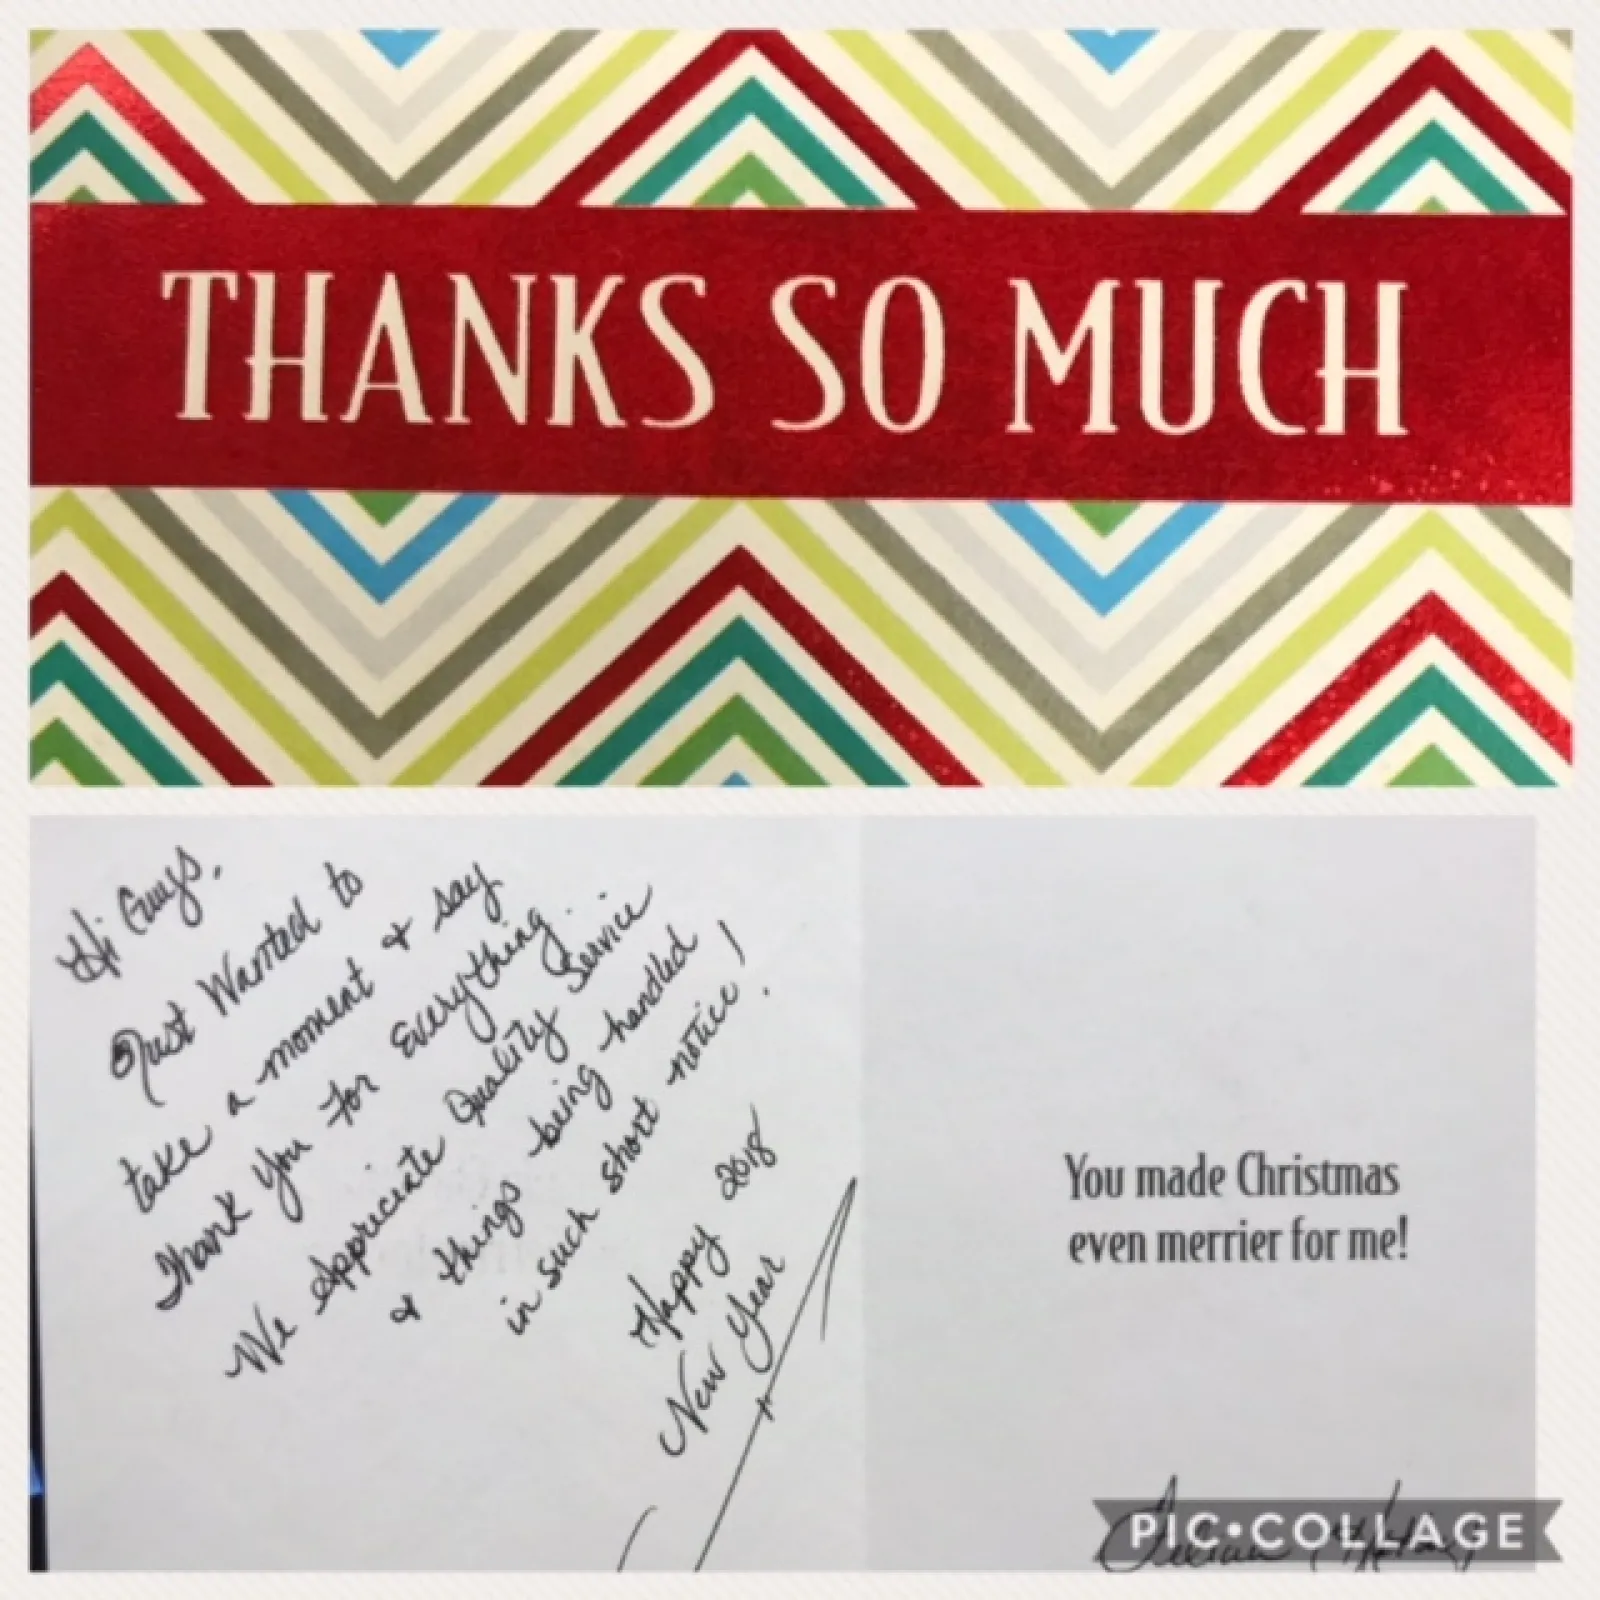 THANKS SO MUCH
Hi Guys,
Just Wanted to
take a moment & say
Thank You For Everything.
We Appreciate Quality Service
& things being handled
in such short notice!
Happy 2018
New Year
You made Christmas
even merrier for me!
PIC•COLLAGE